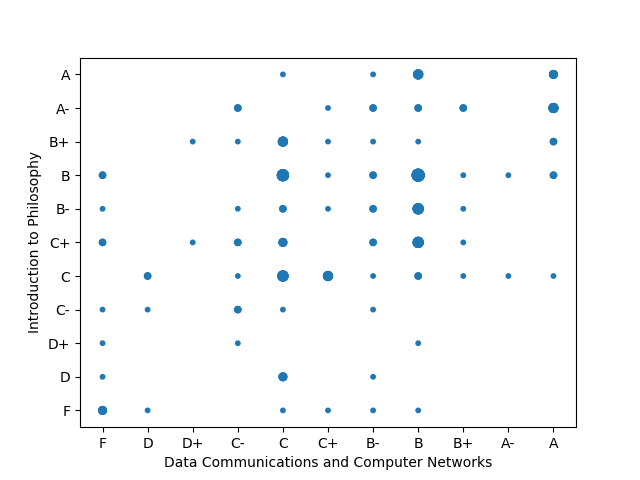 A
A-
B+
B
B-
C+
C
C-
D+
D
F
Introduction to Philosophy
F D D+ C- C C+ B- B B+ A- A
Data Communications and Computer Networks